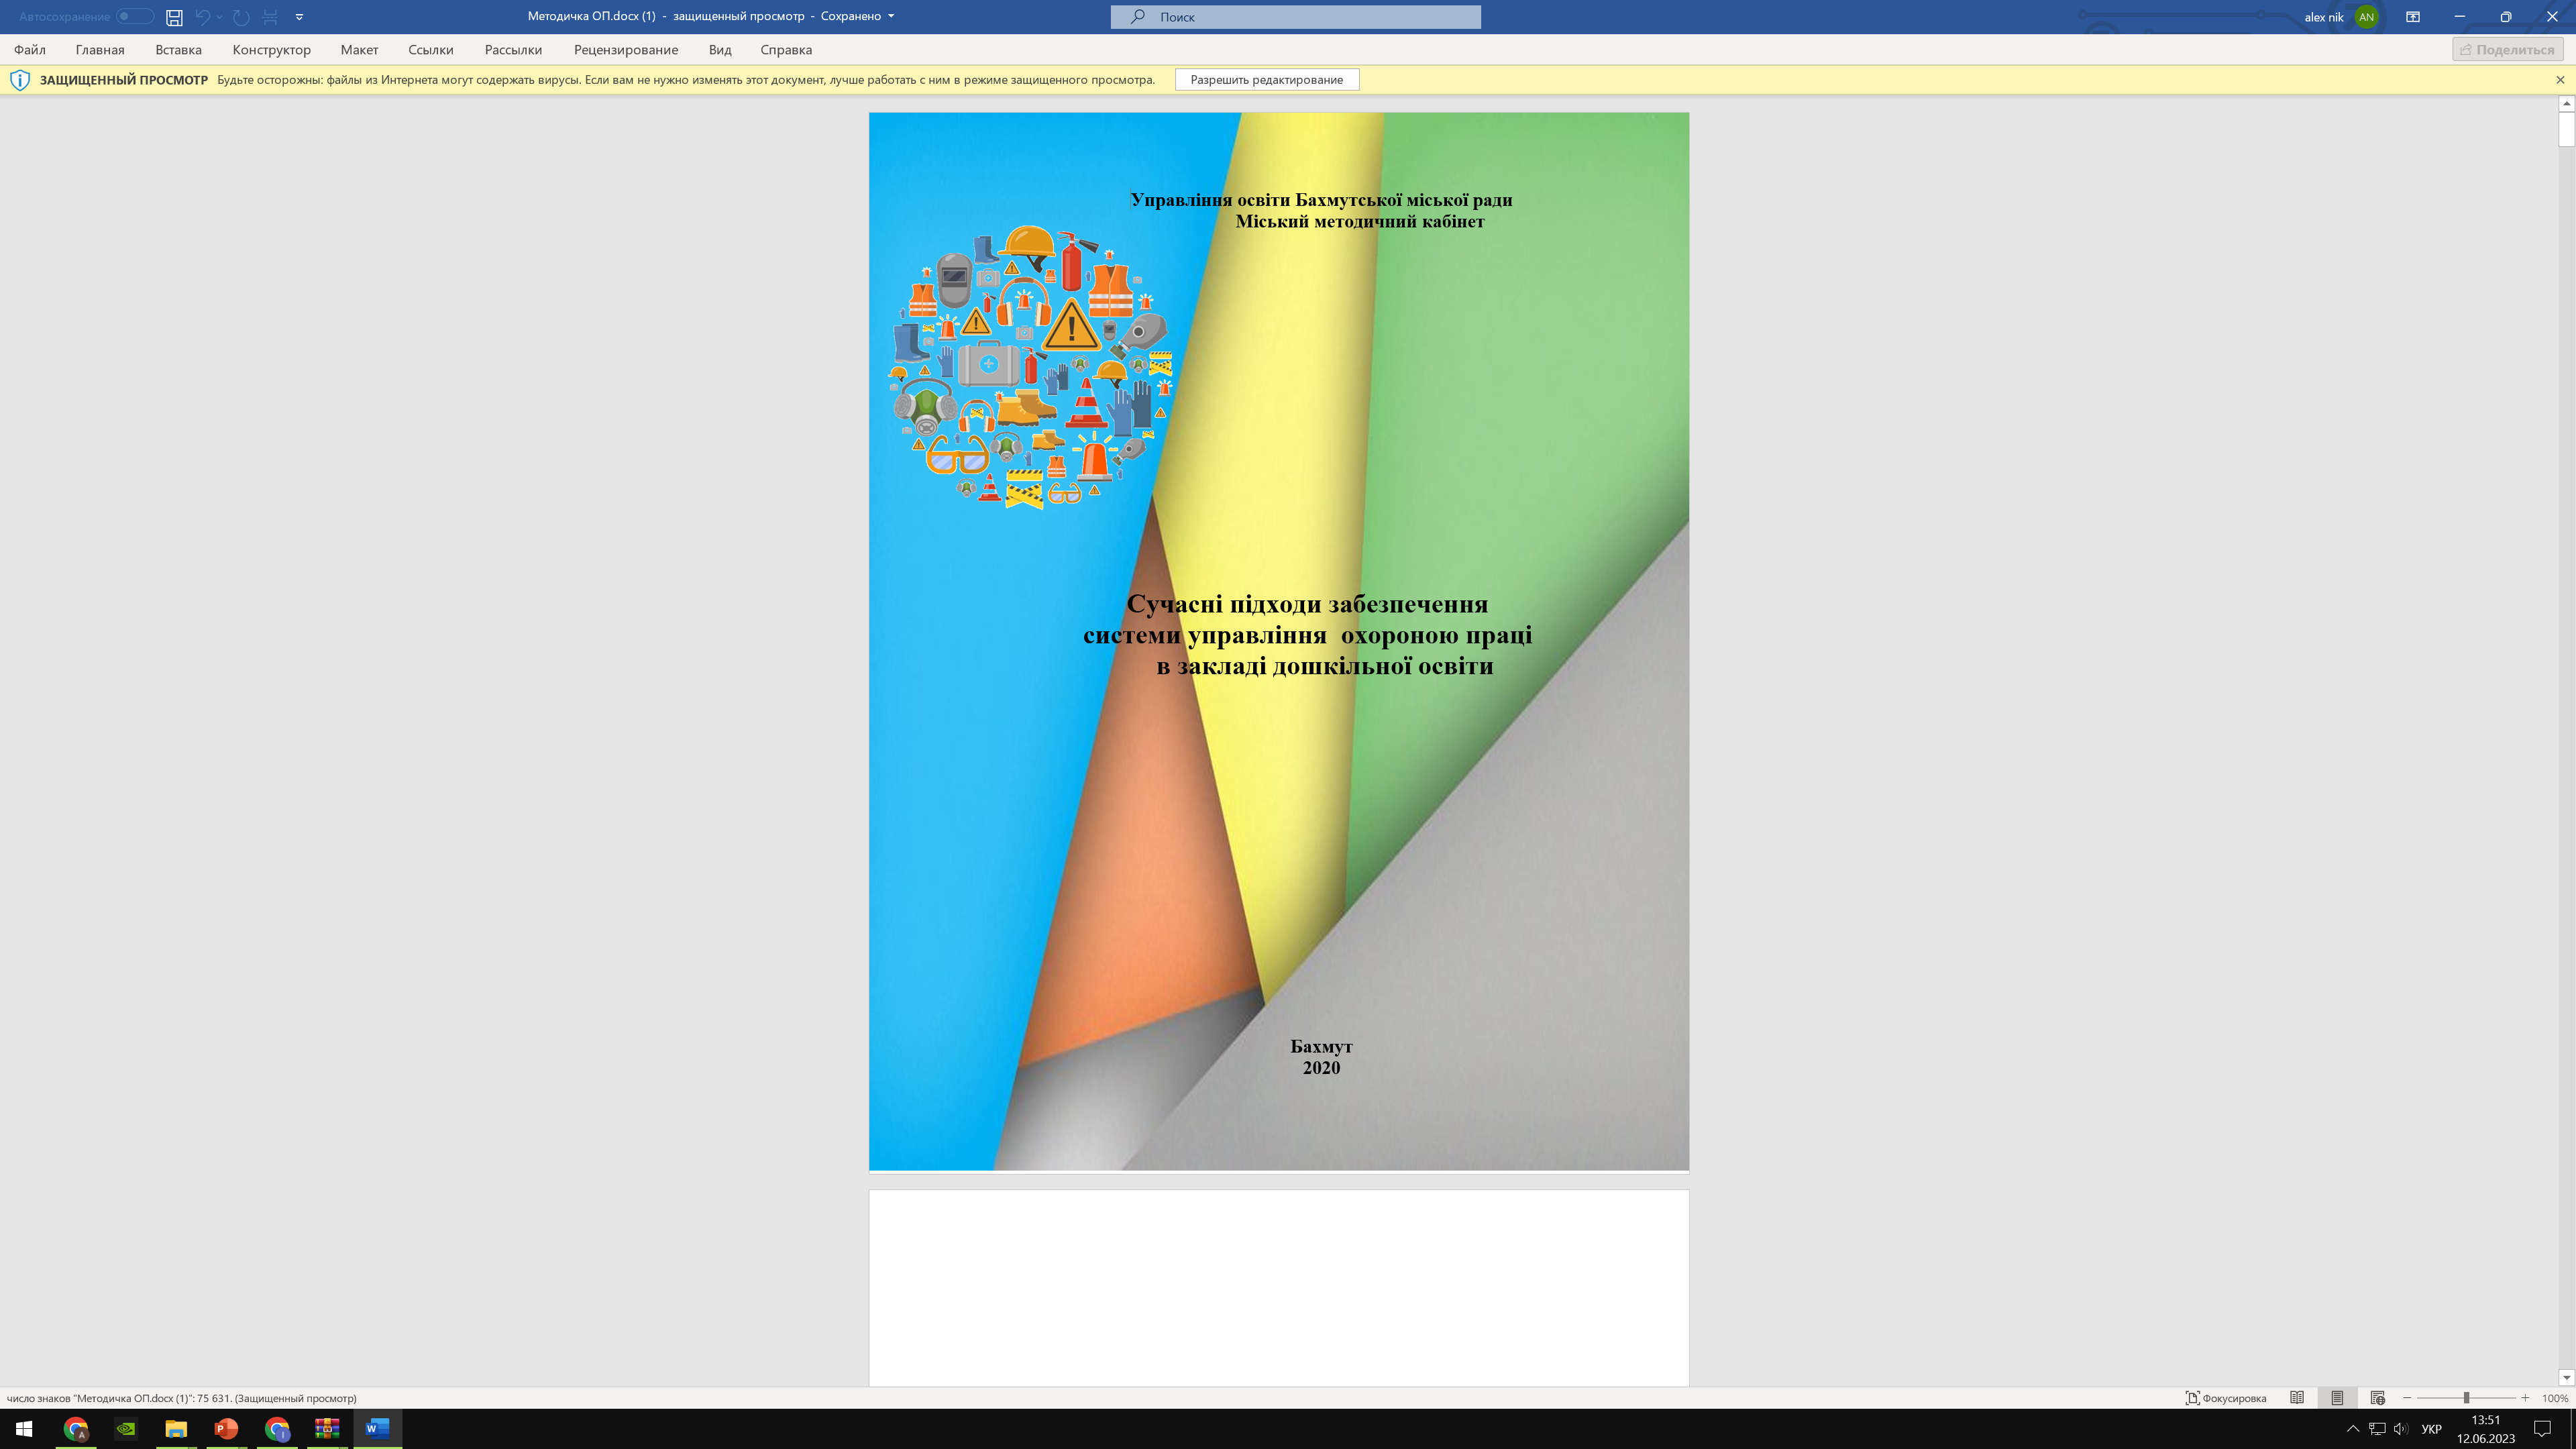 Автосохранение
Методичка ОП.docx (1) - защищенный просмотр - Сохранено
Поиск
alex nik
AN
Файл Главная Вставка Конструктор Макет Ссылки Рассылки Рецензирование Вид Справка
Поделиться
ЗАЩИЩЕННЫЙ ПРОСМОТР Будьте осторожны: файлы из Интернета могут содержать вирусы. Если вам не нужно изменять этот документ, лучше работать с ним в режиме защищенного просмотра.
Разрешить редактирование
Управління освіти Бахмутської міської ради
Міський методичний кабінет
Сучасні підходи забезпечення
системи управління охороною праці
в закладі дошкільної освіти
Бахмут
2020
число знаков "Методичка ОП.docx (1)": 75 631. (Защищенный просмотр)
Фокусировка
100%
УКР
13:51
12.06.2023